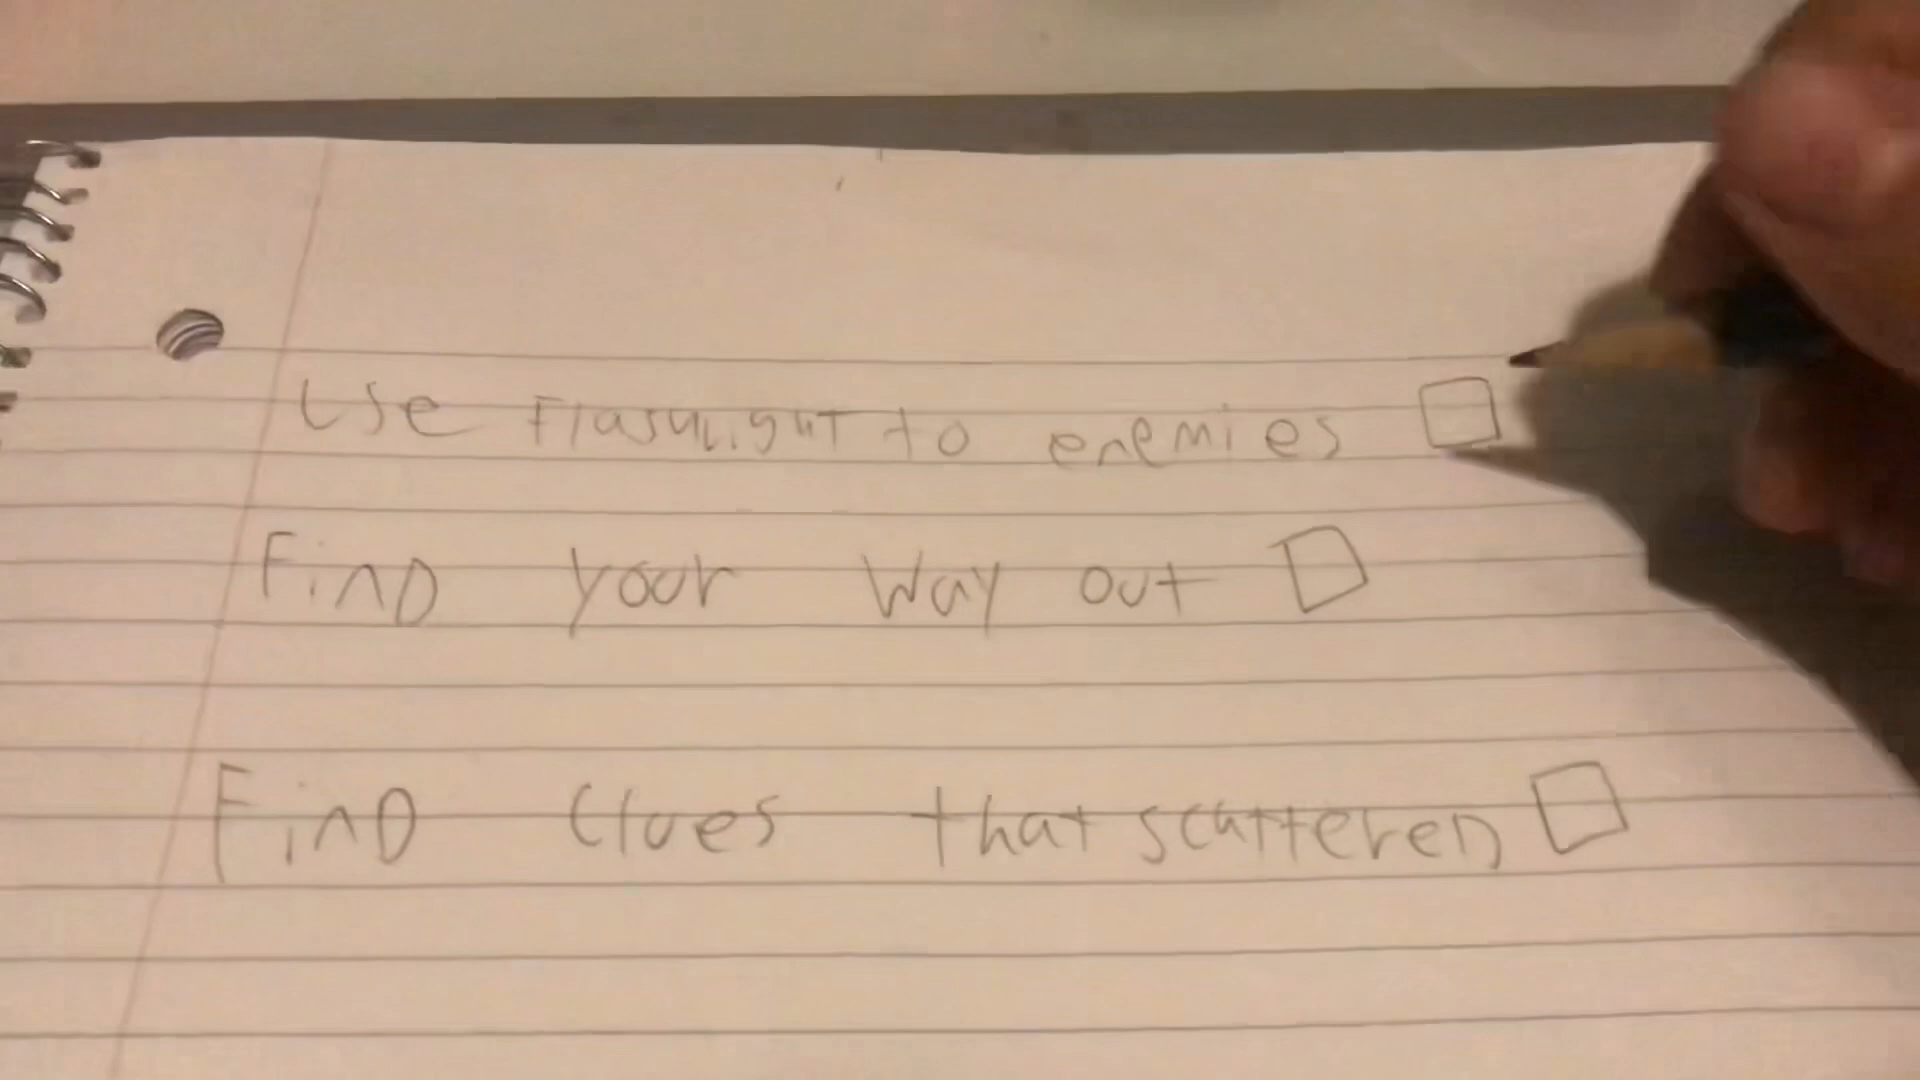 Use Flashlight to enemies
FinD your Way out
FinD Clues that scattereD